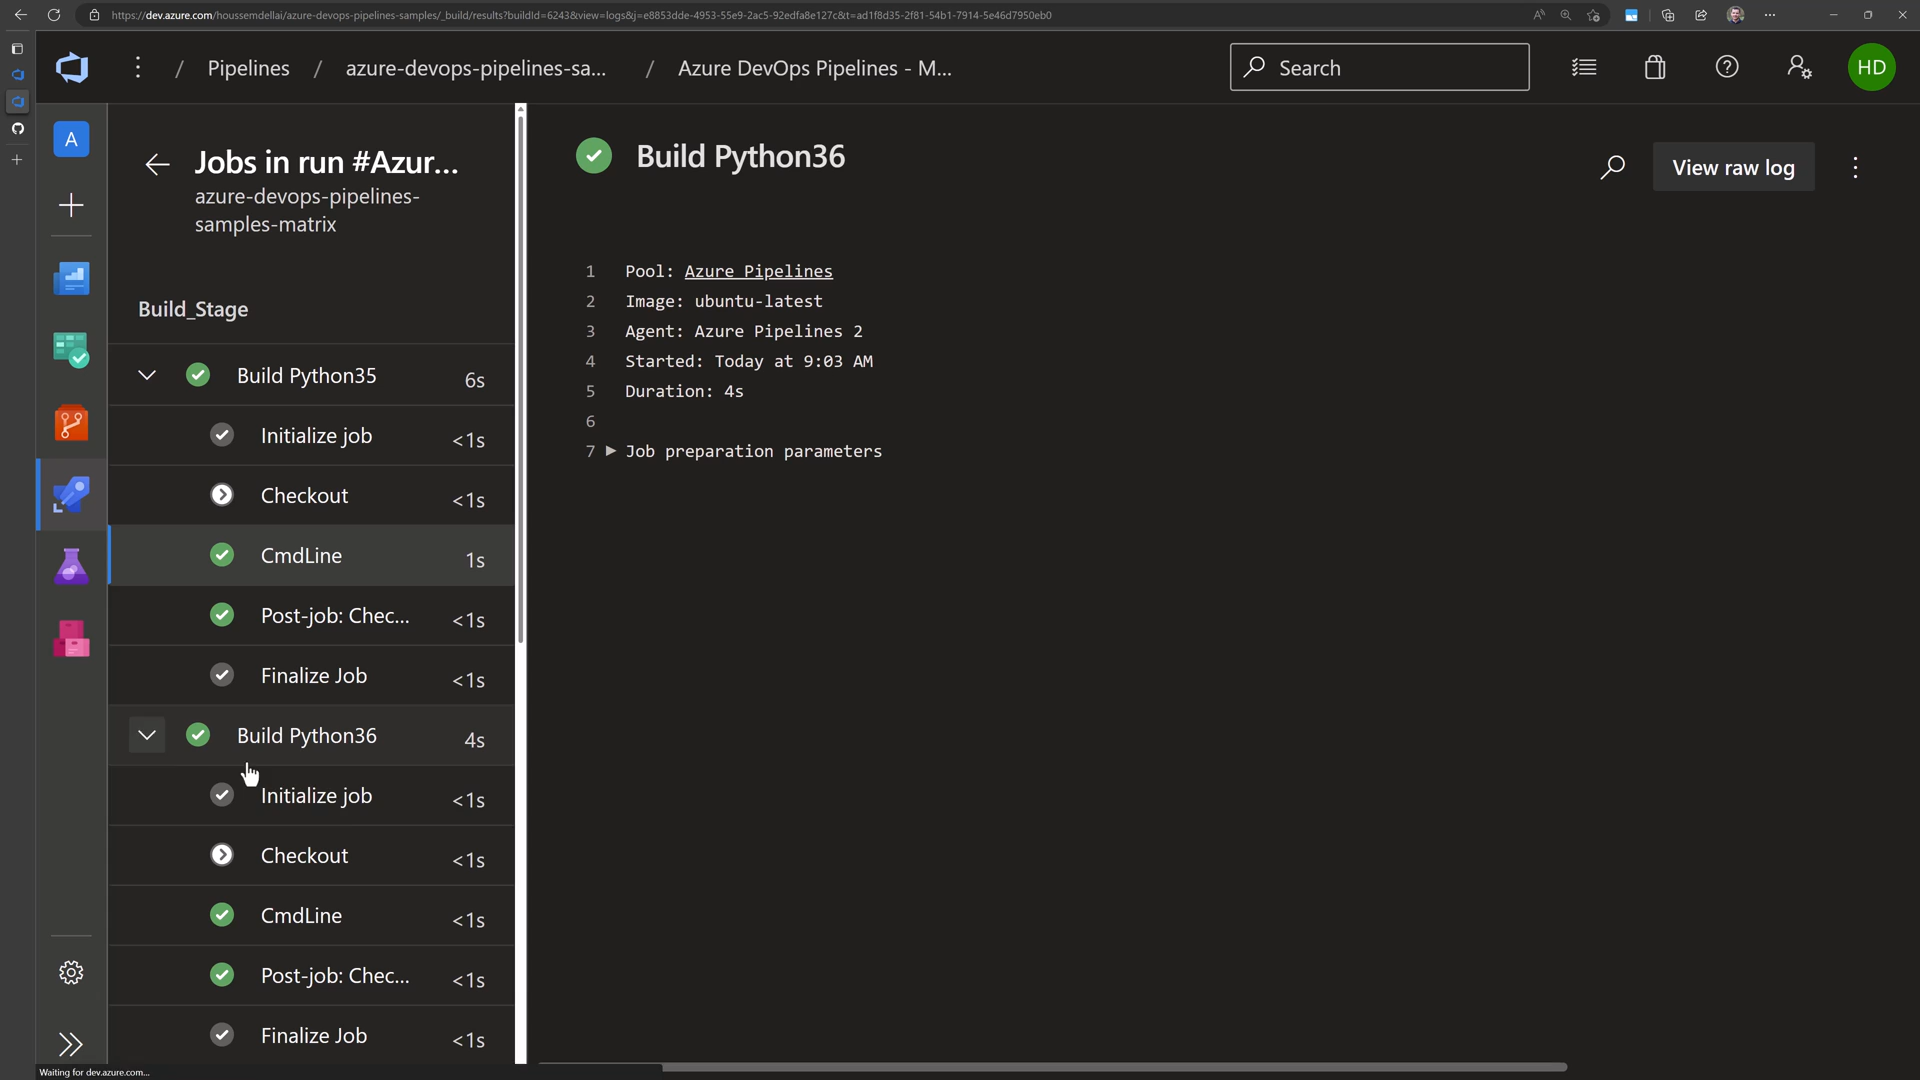 https://dev.azure.com/houssemdellai/azure-devops-pipelines-samples/_build/results?buildId=6243&view=logs&j=e8853dde-4953-55e9-2ac5-92edfa8e127c&t=ad1f8d35-2f81-54b1-7914-5e46d7950eb0
/ Pipelines / azure-devops-pipelines-sa... / Azure DevOps Pipelines - M...
Search
HD
A
Jobs in run #Azur...
azure-devops-pipelines-
samples-matrix
Build_Stage
Build Python35 6s
Initialize job <1s
Checkout <1s
CmdLine 1s
Post-job: Chec... <1s
Finalize Job <1s
Build Python36 4s
Initialize job <1s
Checkout <1s
CmdLine <1s
Post-job: Chec... <1s
Finalize Job <1s
Build Python36
View raw log
1 Pool: Azure Pipelines
2 Image: ubuntu-latest
3 Agent: Azure Pipelines 2
4 Started: Today at 9:03 AM
5 Duration: 4s
6
7 Job preparation parameters
Waiting for dev.azure.com...